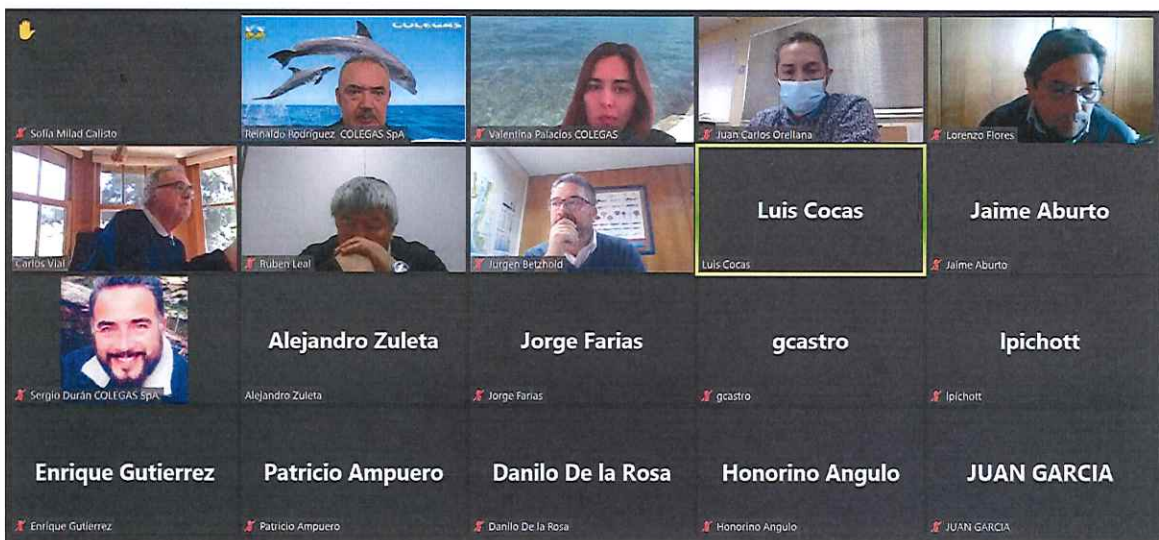 COLEGAS
Sofía Milad Calisto
Reinaldo Rodríguez COLEGAS SpA
Valentina Palacios COLEGAS
Juan Carlos Orellana
Lorenzo Flores
Carlos Vial
Ruben Leal
Jurgen Betzhold
Luis Cocas
Luis Cocas
Jaime Aburto
Jaime Aburto
Sergio Durán COLEGAS SpA
Alejandro Zuleta
Alejandro Zuleta
Jorge Farias
Jorge Farias
gcastro
gcastro
lpichott
lpichott
Enrique Gutierrez
Enrique Gutierrez
Patricio Ampuero
Patricio Ampuero
Danilo De la Rosa
Danilo De la Rosa
Honorino Angulo
Honorino Angulo
JUAN GARCIA
JUAN GARCIA